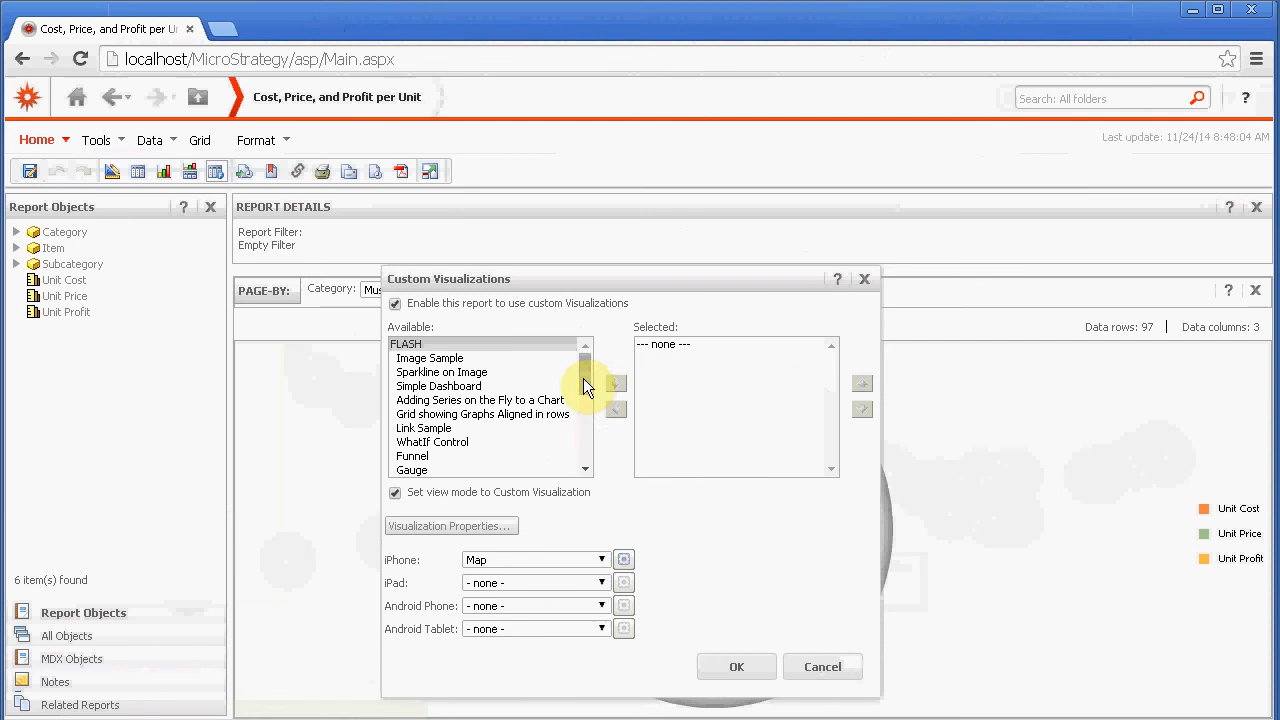 Cost, Price, and Profit per U
localhost/MicroStrategy/asp/Main.aspx
Cost, Price, and Profit per Unit
Search: All folders
?
Home Tools Data Grid Format
Last update: 11/24/14 8:48:04 AM
Report Objects ?
REPORT DETAILS ?
Category
Item
Subcategory
Unit Cost
Unit Price
Unit Profit
Report Filter:
Empty Filter
PAGE-BY: Category: Mus
?
Data rows: 97 | Data columns: 3
Custom Visualizations ?
Enable this report to use custom Visualizations
Available: Selected:
FLASH
Image Sample
Sparkline on Image
Simple Dashboard
Adding Series on the Fly to a Chart
Grid showing Graphs Aligned in rows
Link Sample
WhatIf Control
Funnel
Gauge
--- none ---
Set view mode to Custom Visualization
Visualization Properties...
iPhone: Map
iPad: - none -
Android Phone: - none -
Android Tablet: - none -
OK Cancel
Unit Cost
Unit Price
Unit Profit
6 item(s) found
Report Objects
All Objects
MDX Objects
Notes
Related Reports